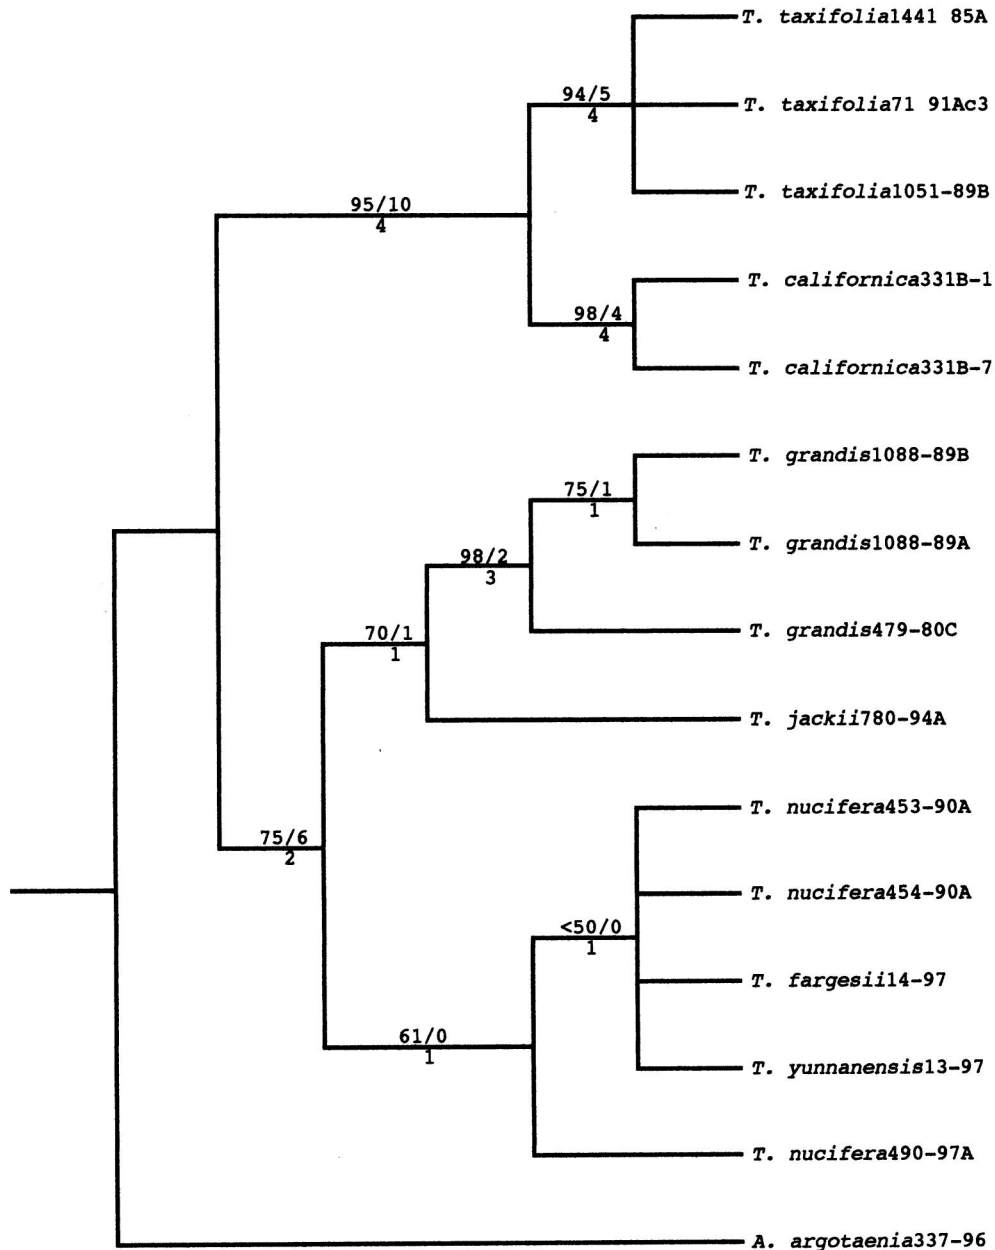 T. taxifolia1441 85A
94/5
4
T. taxifolia71 91Ac3
T. taxifolia1051-89B
95/10
4
T. californica331B-1
98/4
4
T. californica331B-7
T. grandis1088-89B
75/1
1
T. grandis1088-89A
98/2
3
T. grandis479-80C
70/1
1
T. jackii780-94A
T. nucifera453-90A
75/6
2
T. nucifera454-90A
<50/0
1
T. fargesii14-97
61/0
1
T. yunnanensis13-97
T. nucifera490-97A
A. argotaenia337-96